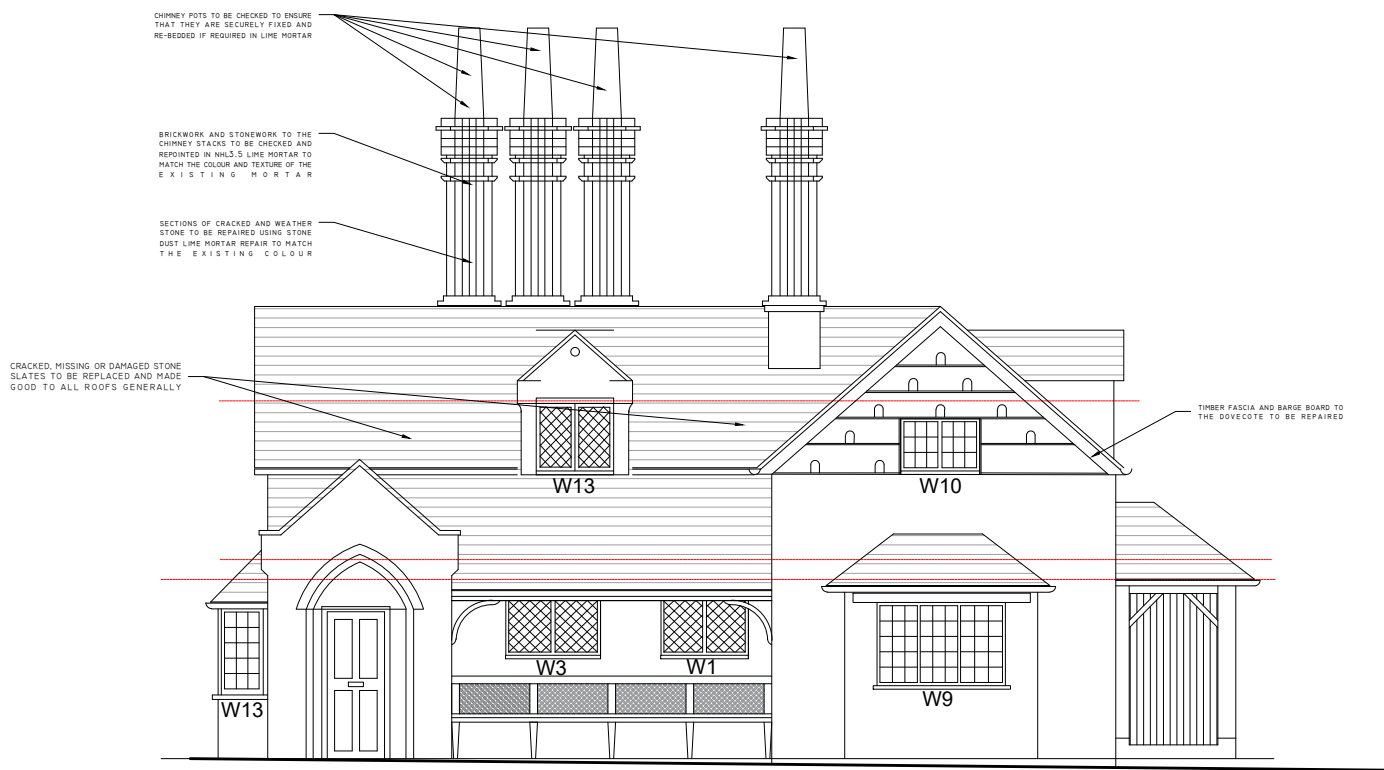 CHIMNEY POTS TO BE CHECKED TO ENSURE
THAT THEY ARE SECURELY FIXED AND
RE-BEDDED IF REQUIRED IN LIME MORTAR
BRICKWORK AND STONEWORK TO THE
CHIMNEY STACKS TO BE CHECKED AND
REPOINTED IN NHL3.5 LIME MORTAR TO
MATCH THE COLOUR AND TEXTURE OF THE
EXISTING MORTAR
SECTIONS OF CRACKED AND WEATHER
STONE TO BE REPAIRED USING STONE
DUST LIME MORTAR REPAIR TO MATCH
THE EXISTING COLOUR
CRACKED, MISSING OR DAMAGED STONE
SLATES TO BE REPLACED AND MADE
GOOD TO ALL ROOFS GENERALLY
TIMBER FASCIA AND BARGE BOARD TO
THE DOVECOTE TO BE REPAIRED
W13
W10
W3
W1
W9
W13